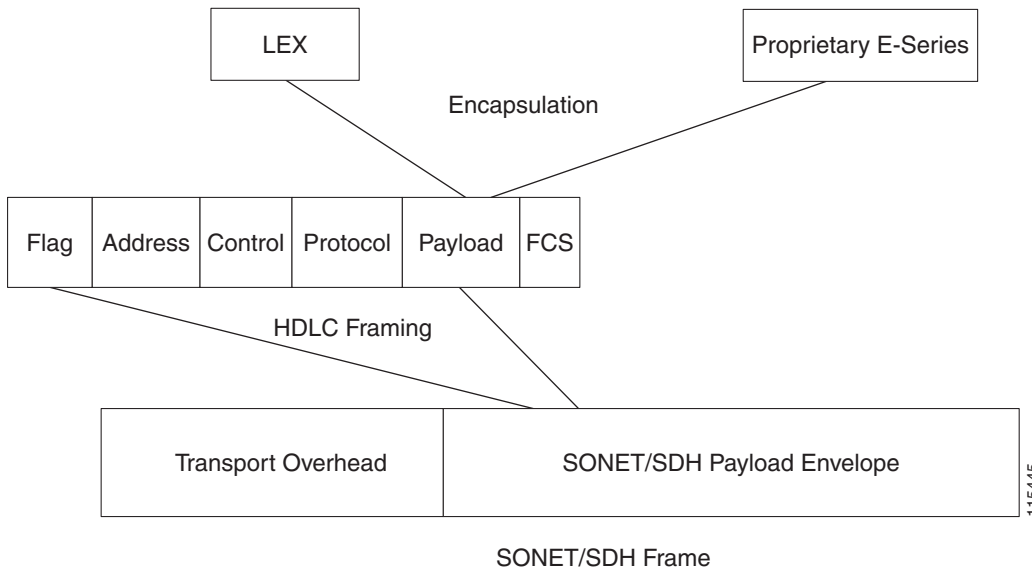 LEX
Proprietary E-Series
Encapsulation
Flag
Address
Control
Protocol
Payload
FCS
HDLC Framing
Transport Overhead
SONET/SDH Payload Envelope
115445
SONET/SDH Frame